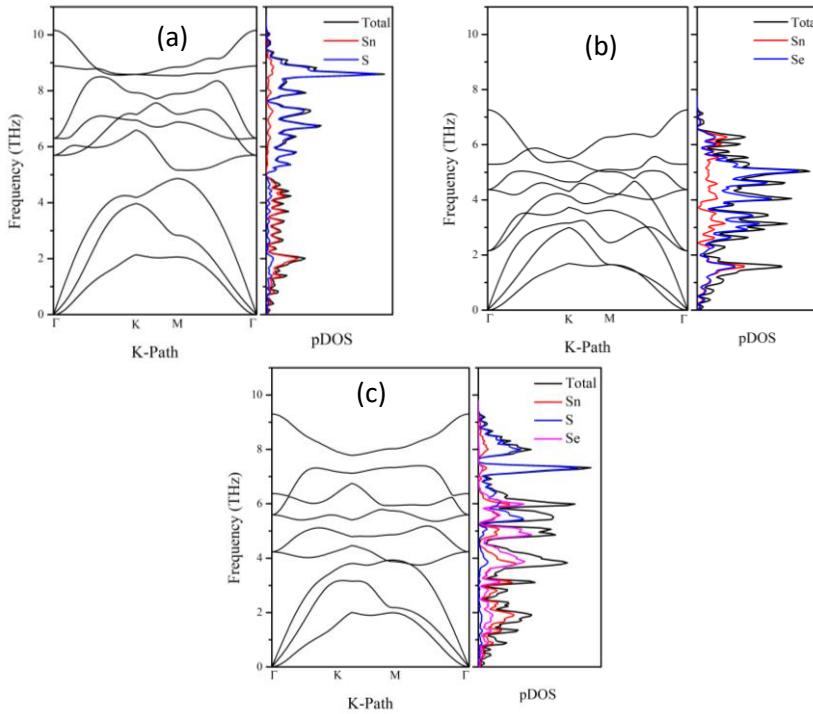 (a)
Total
Sn
S
10
8
6
4
2
0
Frequency (THz)
Γ
K
M
Γ
K-Path
pDOS
(b)
Total
Sn
Se
10
8
6
4
2
0
Frequency (THz)
Γ
K
M
Γ
K-Path
pDOS
(c)
Total
Sn
S
Se
10
8
6
4
2
0
Frequency (THz)
Γ
K
M
Γ
K-Path
pDOS